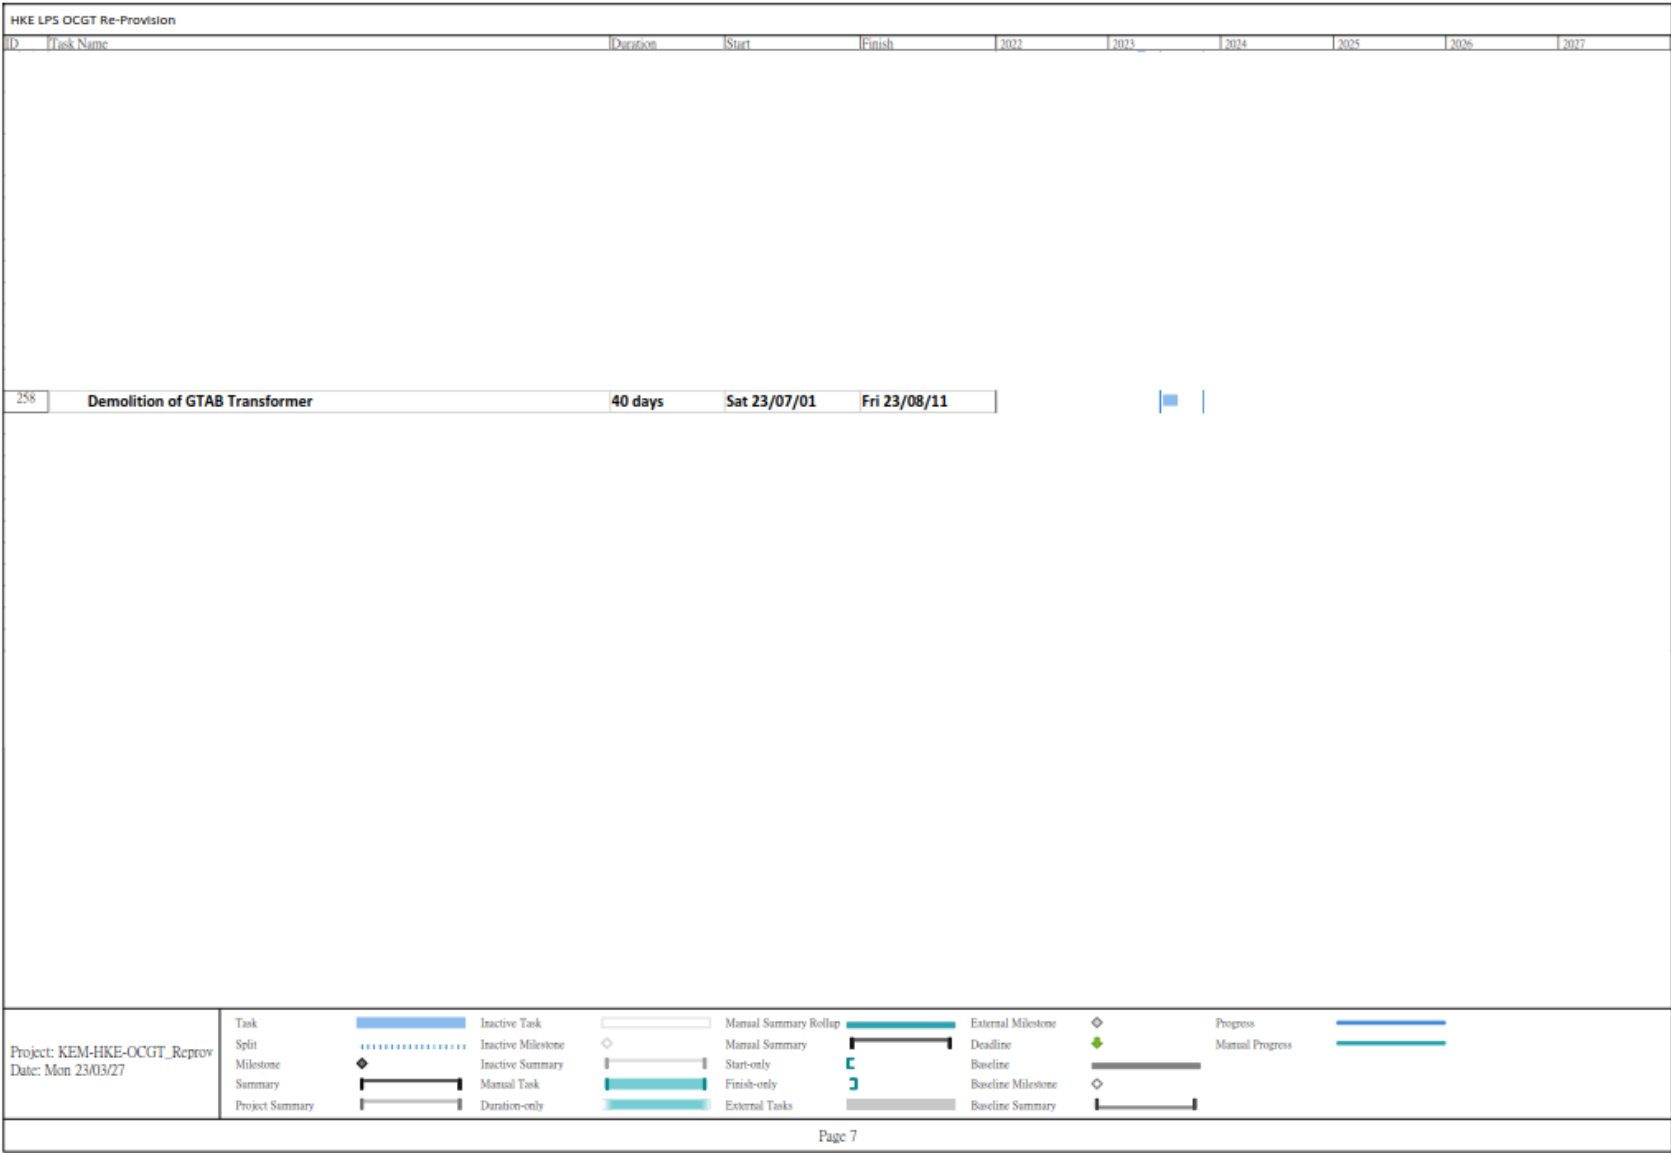 HKE LPS OCGT Re-Provision
ID Task Name Duration Start Finish 2022 2023 2024 2025 2026 2027
258 Demolition of GTAB Transformer 40 days Sat 23/07/01 Fri 23/08/11
Project: KEM-HKE-OCGT_Reprov
Date: Mon 23/03/27
Task Inactive Task Manual Summary Rollup External Milestone Progress
Split Inactive Milestone Manual Summary Deadline Manual Progress
Milestone Inactive Summary Start-only Baseline
Summary Manual Task Finish-only Baseline Milestone
Project Summary Duration-only External Tasks Baseline Summary
Page 7